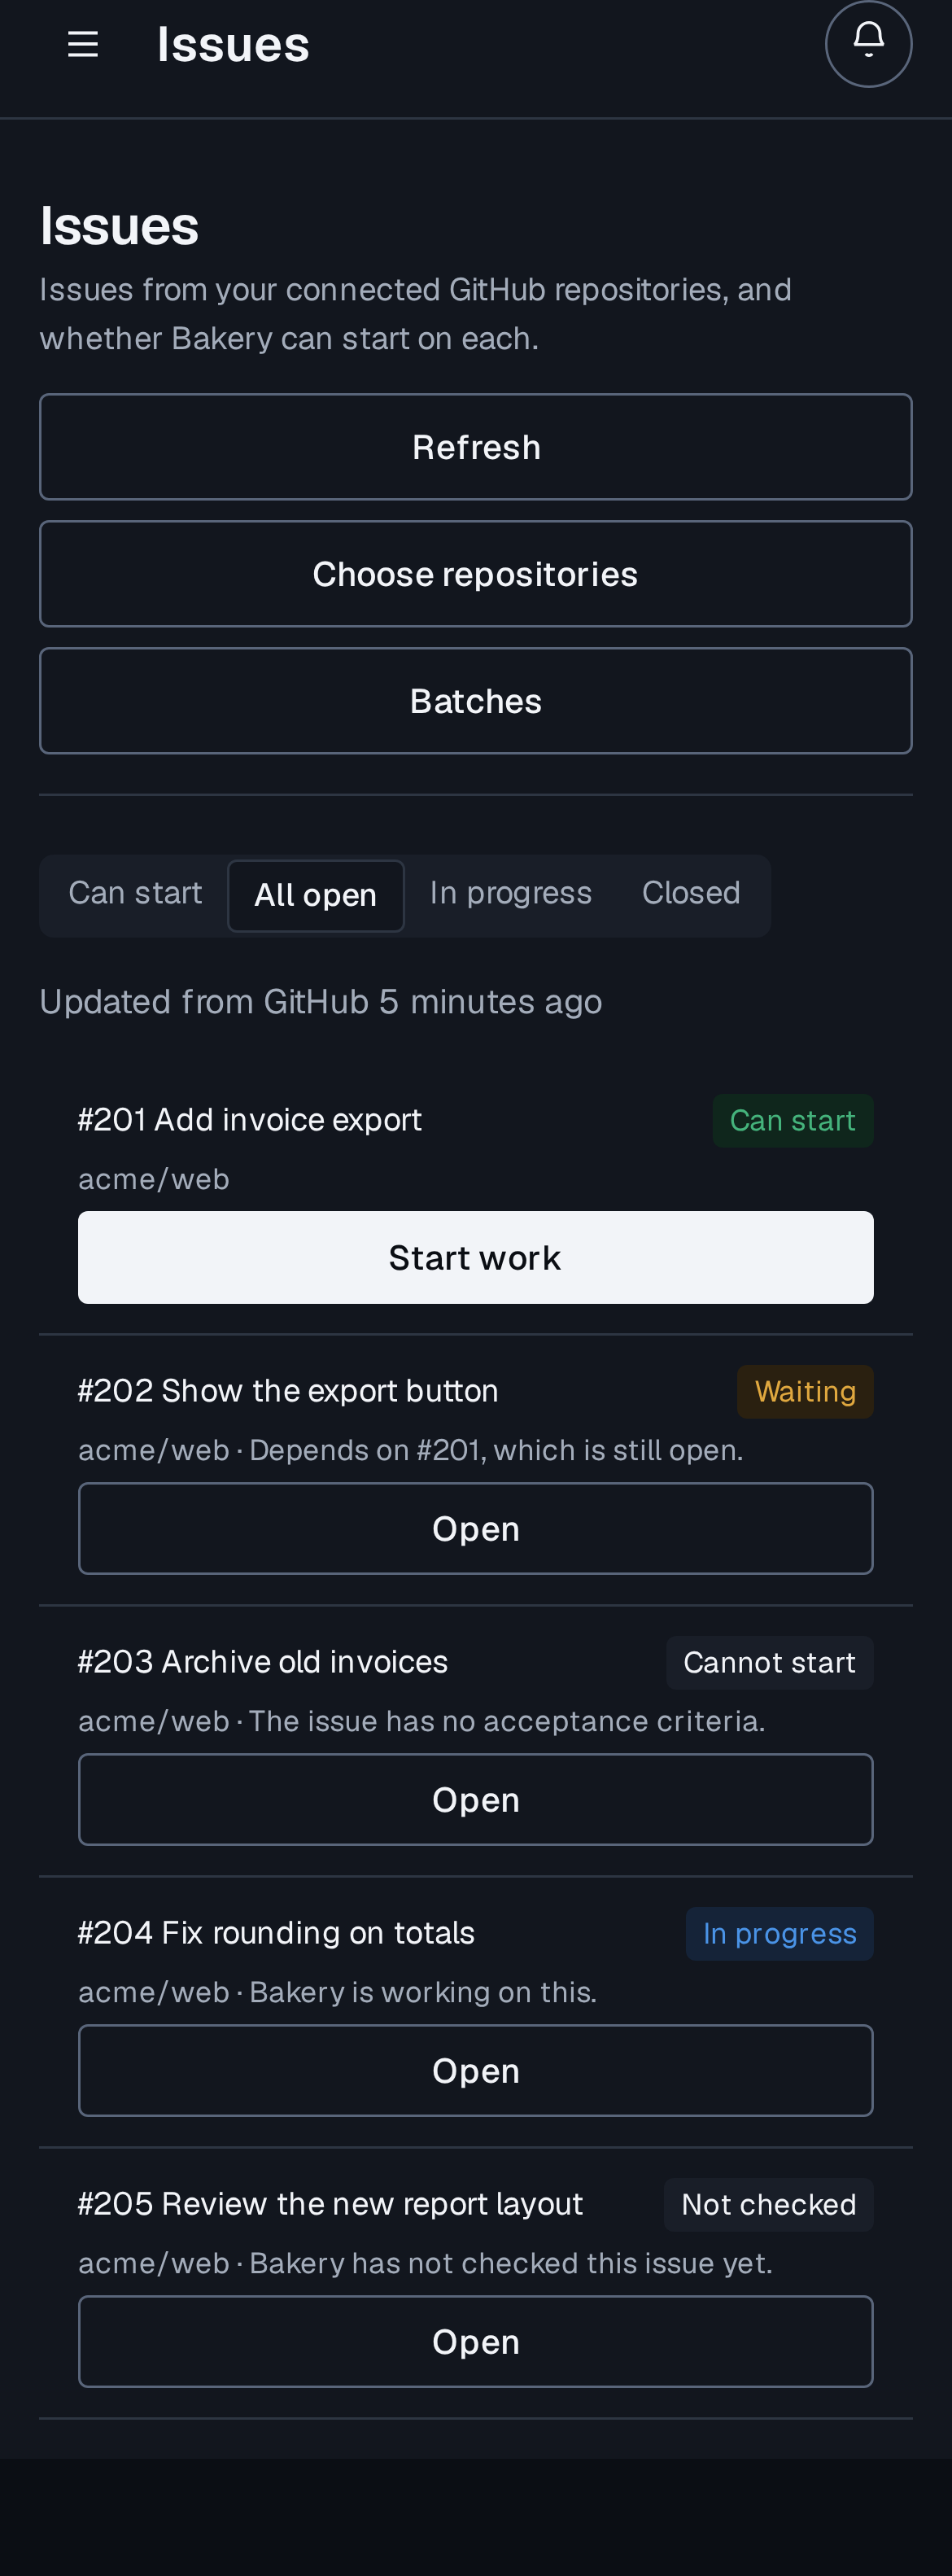 Issues
Issues
Issues from your connected GitHub repositories, and
whether Bakery can start on each.
Refresh
Choose repositories
Batches
Can start All open In progress Closed
Updated from GitHub 5 minutes ago
#201 Add invoice export Can start
acme/web
Start work
#202 Show the export button Waiting
acme/web · Depends on #201, which is still open.
Open
#203 Archive old invoices Cannot start
acme/web · The issue has no acceptance criteria.
Open
#204 Fix rounding on totals In progress
acme/web · Bakery is working on this.
Open
#205 Review the new report layout Not checked
acme/web · Bakery has not checked this issue yet.
Open